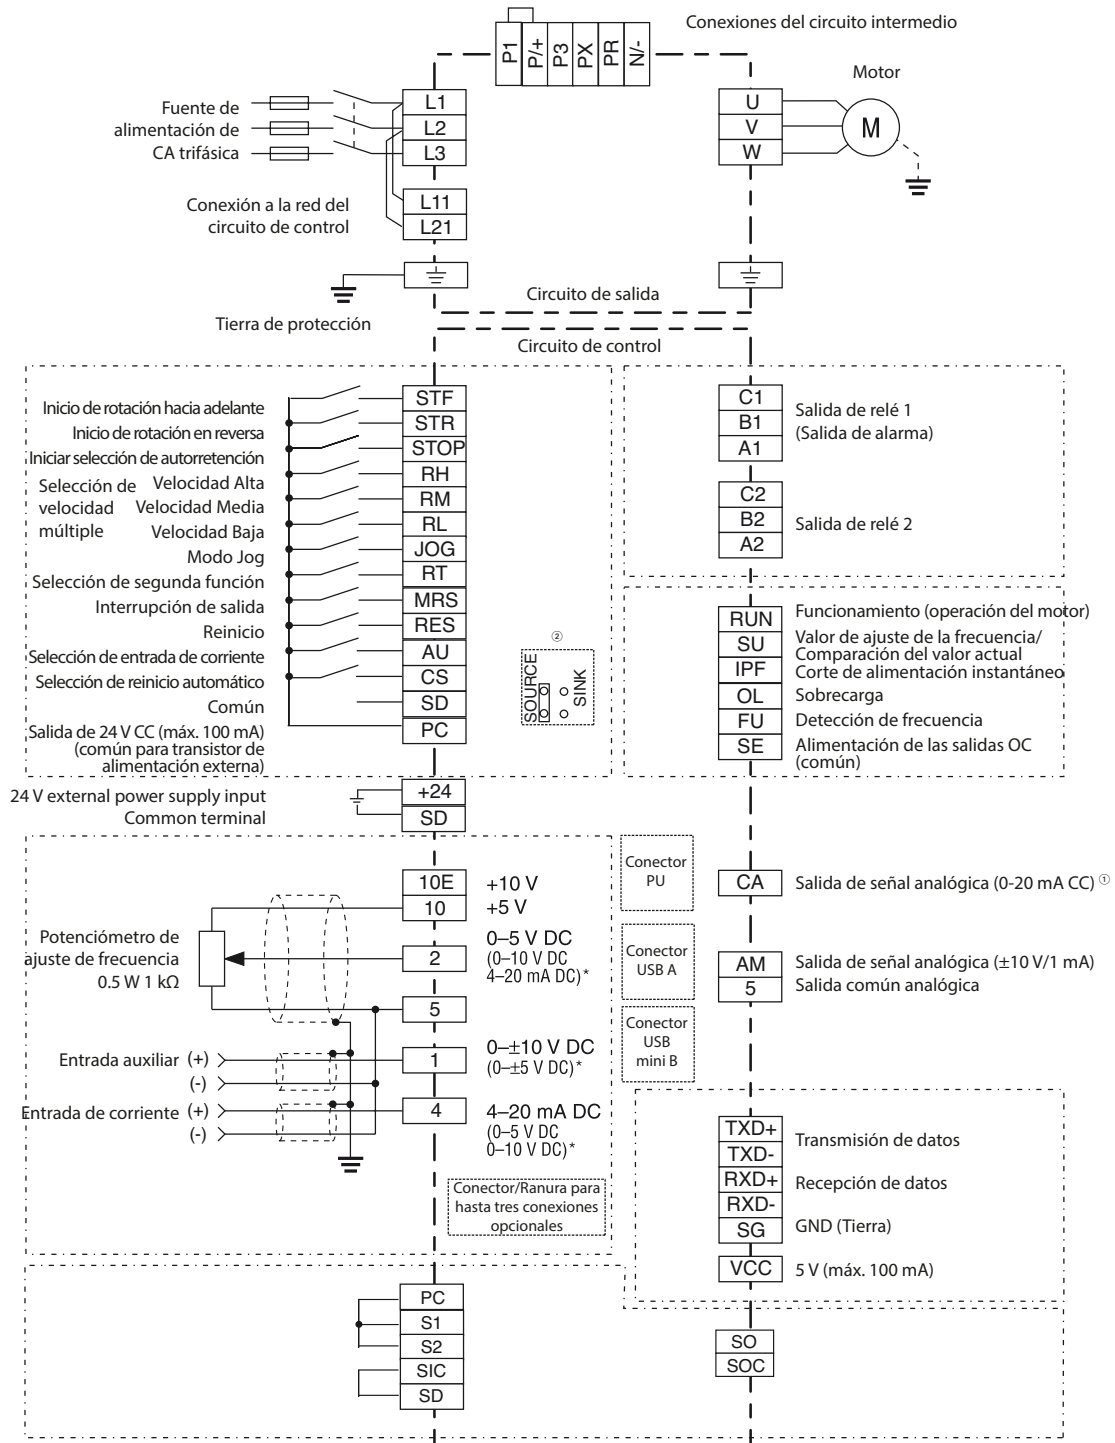 Conexiones del circuito intermedio
P1
P/+
P3
PX
PR
N/-
Motor
Fuente de
alimentación de
CA trifásica
L1
L2
L3
U
V
W
M
Conexión a la red del
circuito de control
L11
L21
Tierra de protección
Circuito de salida
Circuito de control
Inicio de rotación hacia adelante
STF
Inicio de rotación en reversa
STR
Iniciar selección de autorretención
STOP
Selección de
velocidad
múltiple
Velocidad Alta
RH
Velocidad Media
RM
Velocidad Baja
RL
Modo Jog
JOG
Selección de segunda función
RT
Interrupción de salida
MRS
Reinicio
RES
Selección de entrada de corriente
AU
Selección de reinicio automático
CS
Común
SD
Salida de 24 V CC (máx. 100 mA)
(común para transistor de
alimentación externa)
PC
②
SOURCE
SINK
C1
B1
A1
Salida de relé 1
(Salida de alarma)
C2
B2
A2
Salida de relé 2
RUN
Funcionamiento (operación del motor)
SU
Valor de ajuste de la frecuencia/
Comparación del valor actual
IPF
Corte de alimentación instantáneo
OL
Sobrecarga
FU
Detección de frecuencia
SE
Alimentación de las salidas OC
(común)
24 V external power supply input
+24
Common terminal
SD
10E
+10 V
10
+5 V
Potenciómetro de
ajuste de frecuencia
0.5 W 1 kΩ
2
0–5 V DC
(0–10 V DC
4–20 mA DC)*
5
Entrada auxiliar (+)
(-)
1
0–±10 V DC
(0–±5 V DC)*
Entrada de corriente (+)
(-)
4
4–20 mA DC
(0–5 V DC
0–10 V DC)*
Conector/Ranura para
hasta tres conexiones
opcionales
Conector
PU
Conector
USB A
Conector
USB
mini B
CA
Salida de señal analógica (0-20 mA CC) ①
AM
Salida de señal analógica (±10 V/1 mA)
5
Salida común analógica
TXD+
TXD-
Transmisión de datos
RXD+
RXD-
Recepción de datos
SG
GND (Tierra)
VCC
5 V (máx. 100 mA)
PC
S1
S2
SIC
SD
SO
SOC